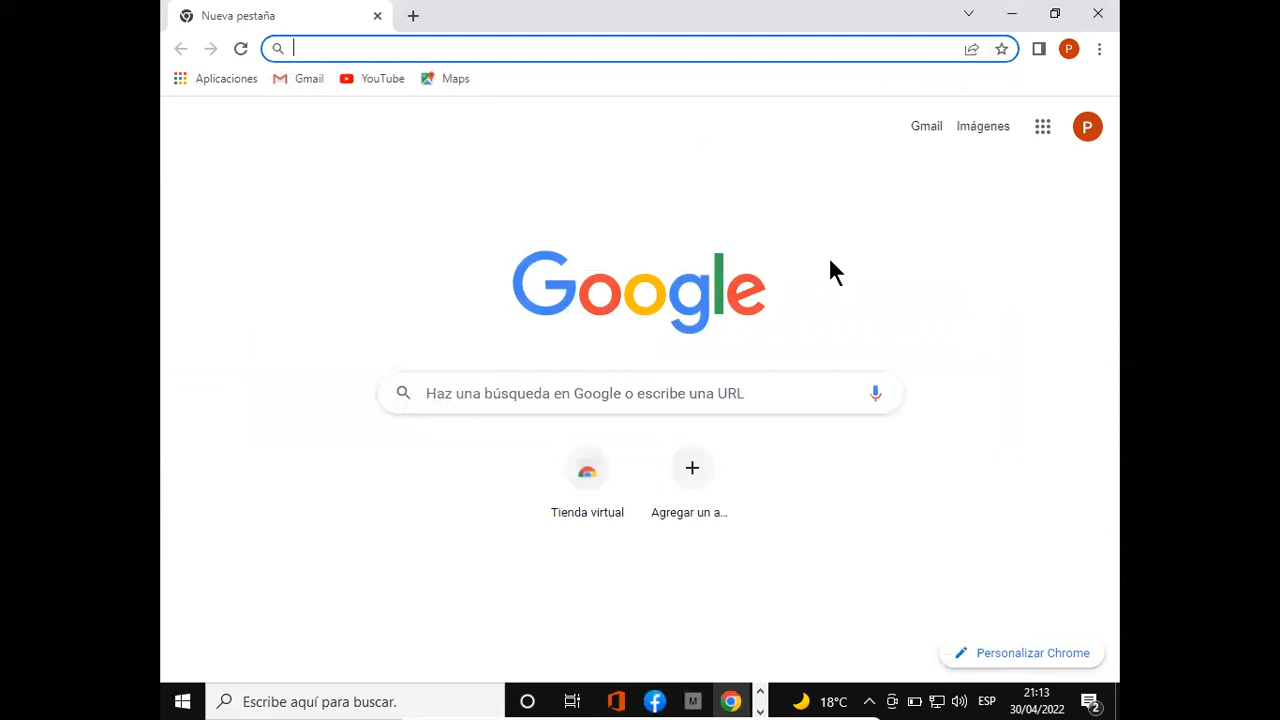 Nueva pestaña
Aplicaciones Gmail YouTube Maps
Gmail Imágenes P
Google
Haz una búsqueda en Google o escribe una URL
Tienda virtual Agregar un a...
Personalizar Chrome
Escribe aquí para buscar. M 18°C ESP 21:13
30/04/2022 2